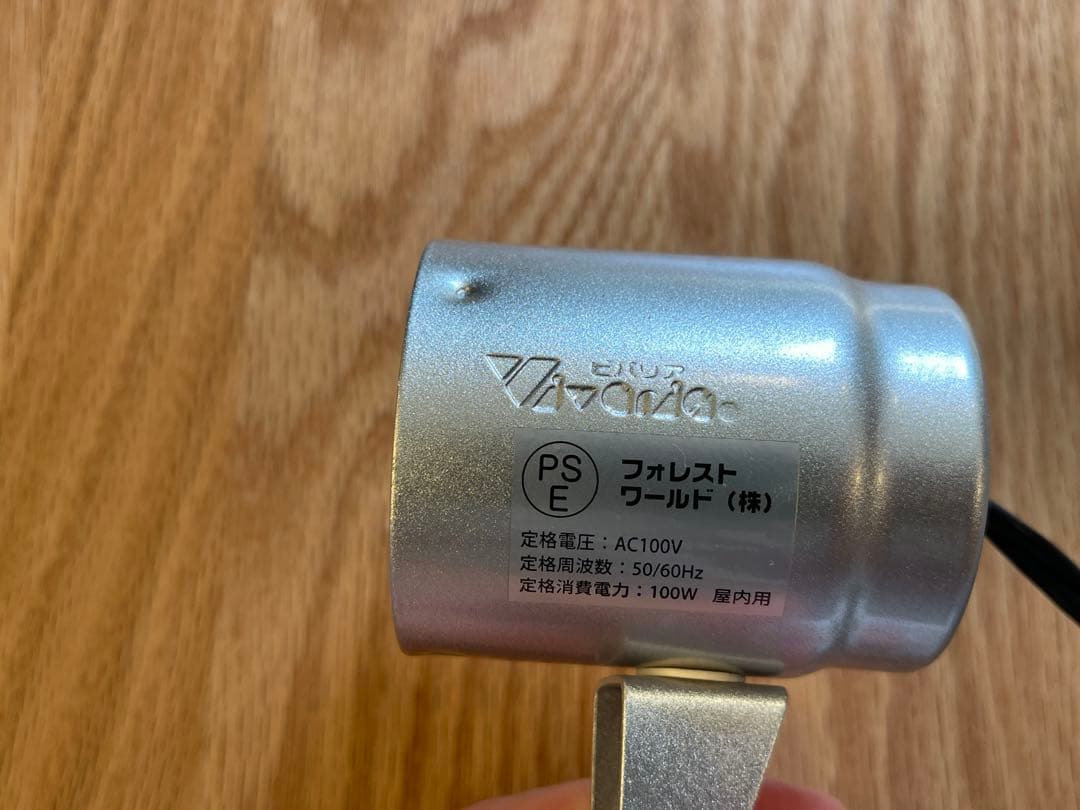 ビバリア
Vivaria
PS
E
フォレスト
ワールド（株）
定格電圧：AC100V
定格周波数：50/60Hz
定格消費電力：100W 屋内用